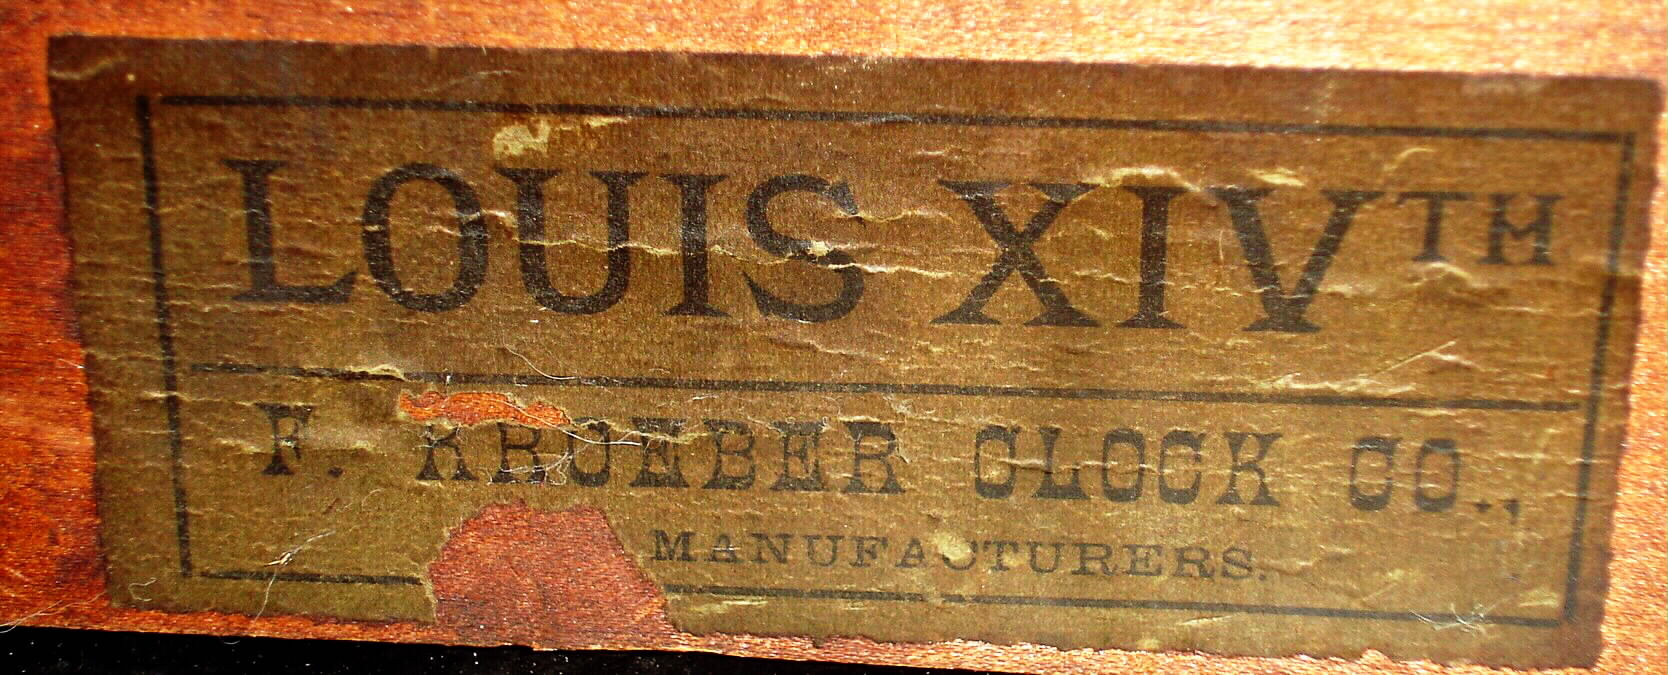 LOUIS XIVTH
F. KROEBER CLOCK CO.,
MANUFACTURERS.